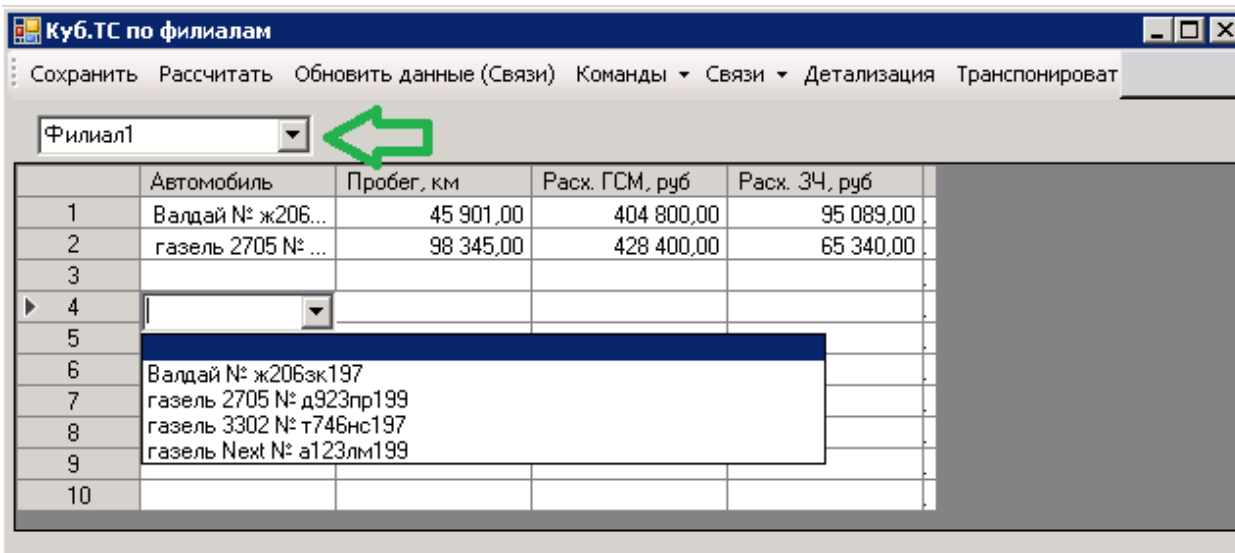 Куб.ТС по филиалам
Сохранить Рассчитать Обновить данные (Связи) Команды Связи Детализация Транспонироват
Филиал1
Автомобиль Пробег, км Расх. ГСМ, руб Расх. ЗЧ, руб
1 Валдай № ж206... 45 901,00 404 800,00 95 089,00 .
2 газель 2705 № ... 98 345,00 428 400,00 65 340,00 .
3 .
4 .
5 .
6 Валдай № ж206зк197 .
7 газель 2705 № д923пр199 .
8 газель 3302 № т746нс197 .
9 газель Next № а123лм199 .
10 .